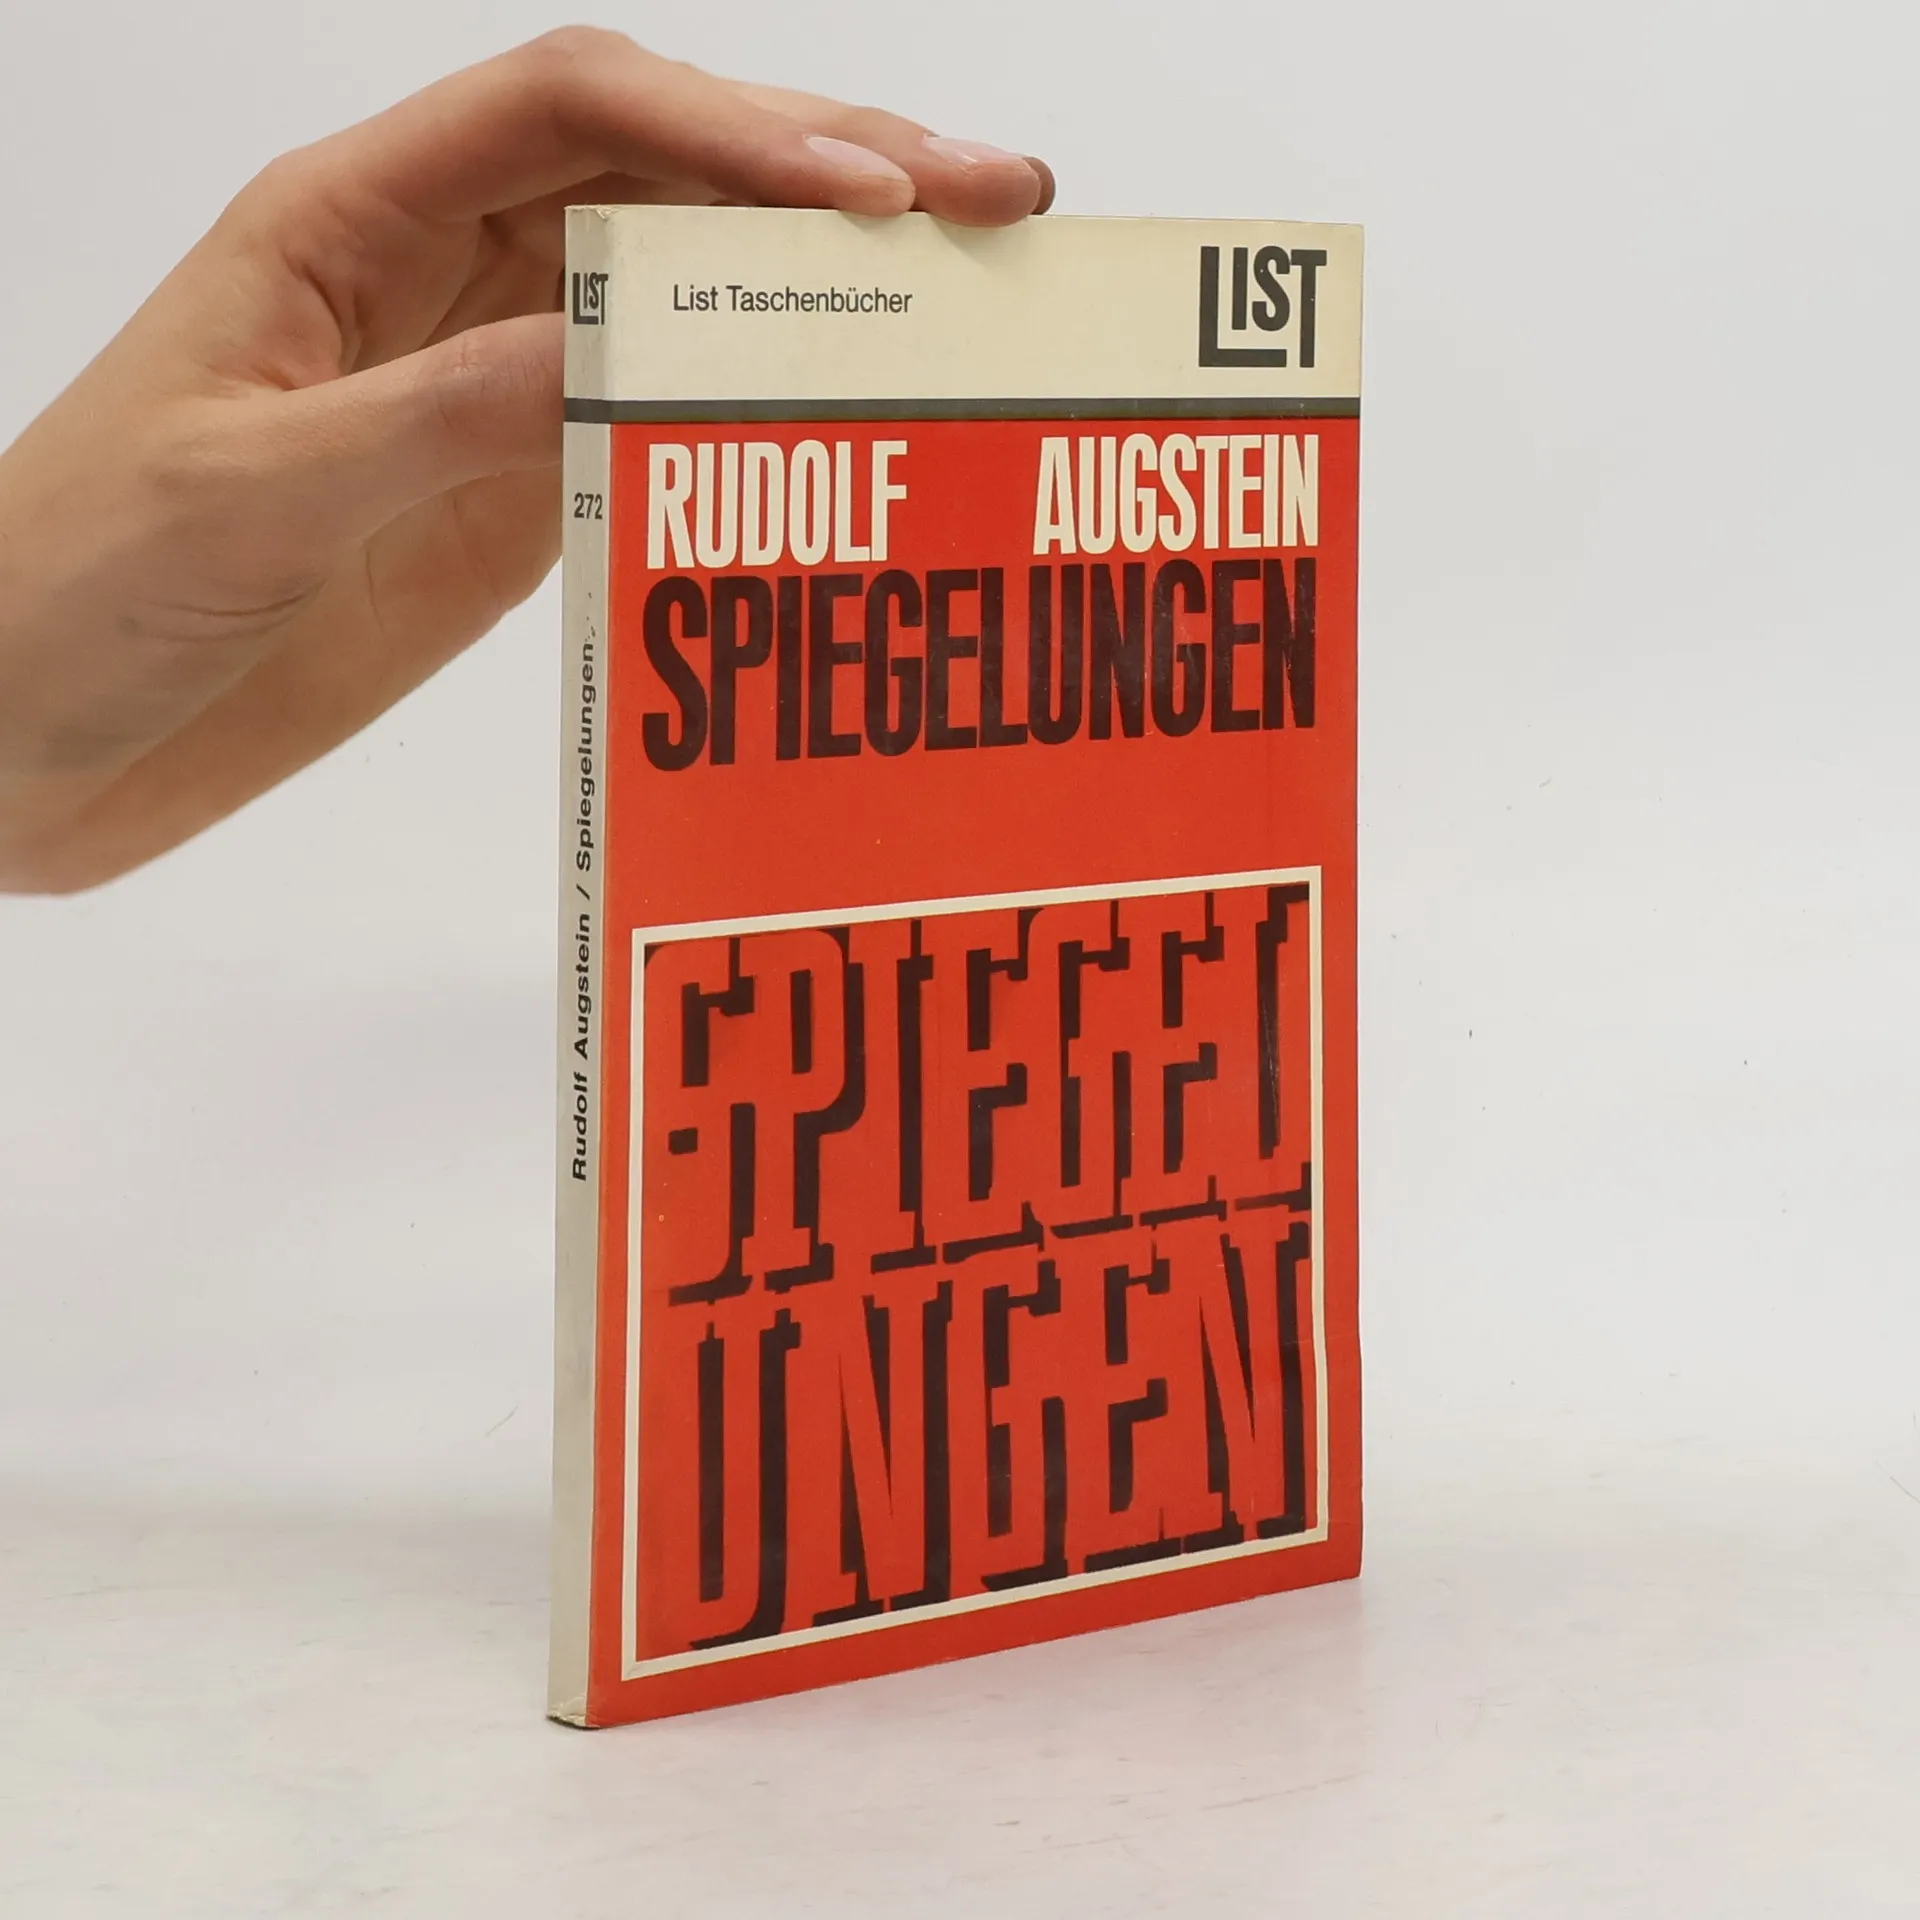 LIST
272
Rudolf Augstein / Spiegelungen
List Taschenbücher
LIST
RUDOLF AUGSTEIN
SPIEGELUNGEN
SPIEGEL
UNGEN